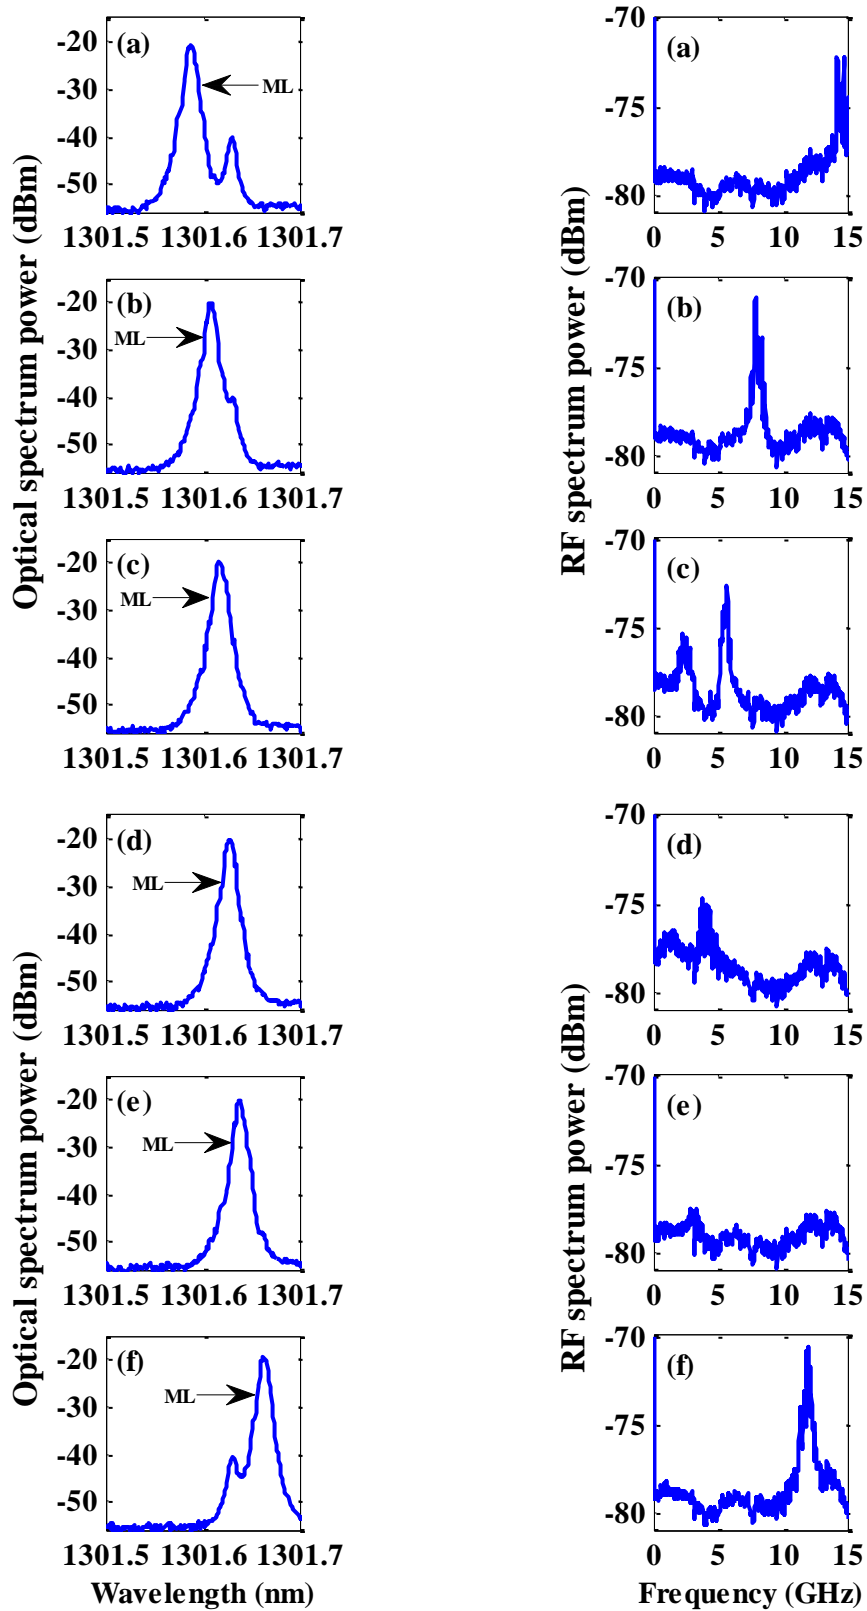 Optical spectrum power (dBm)
(a)
ML
-20
-30
-40
-50
1301.5 1301.6 1301.7
(b)
ML
-20
-30
-40
-50
1301.5 1301.6 1301.7
(c)
ML
-20
-30
-40
-50
1301.5 1301.6 1301.7
RF spectrum power (dBm)
(a)
-70
-75
-80
0 5 10 15
(b)
-70
-75
-80
0 5 10 15
(c)
-70
-75
-80
0 5 10 15
Optical spectrum power (dBm)
(d)
ML
-20
-30
-40
-50
1301.5 1301.6 1301.7
(e)
ML
-20
-30
-40
-50
1301.5 1301.6 1301.7
(f)
ML
-20
-30
-40
-50
1301.5 1301.6 1301.7
Wavelength (nm)
RF spectrum power (dBm)
(d)
-70
-75
-80
0 5 10 15
(e)
-70
-75
-80
0 5 10 15
(f)
-70
-75
-80
0 5 10 15
Frequency (GHz)